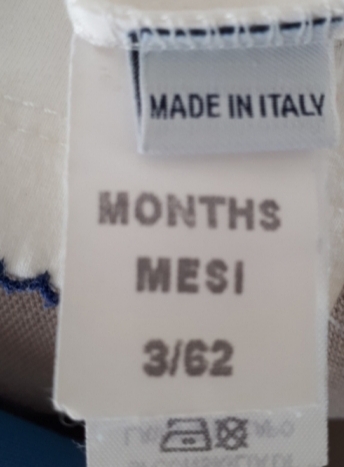 MADE IN ITALY
MONTHS
MESI
3/62